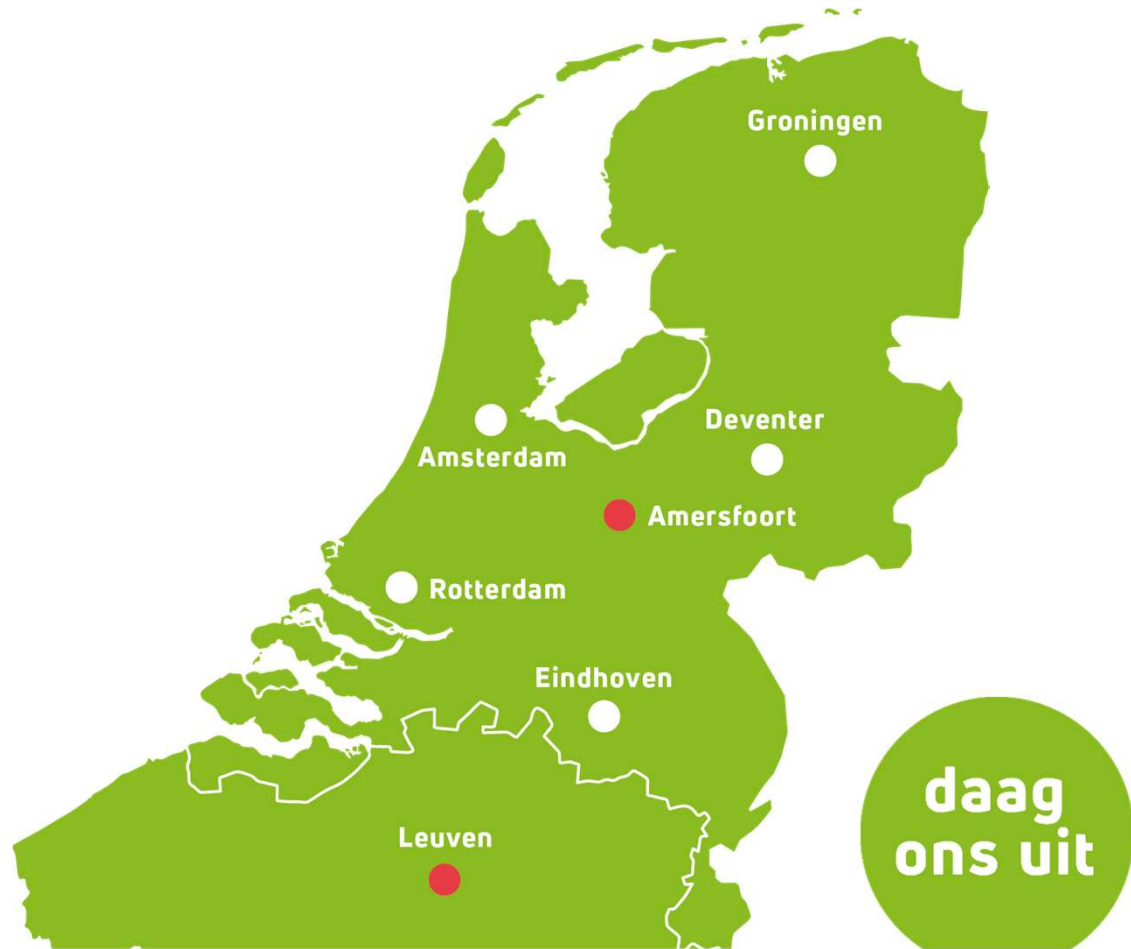 Groningen
Deventer
Amsterdam
Amersfoort
Rotterdam
Eindhoven
Leuven
daag
ons uit